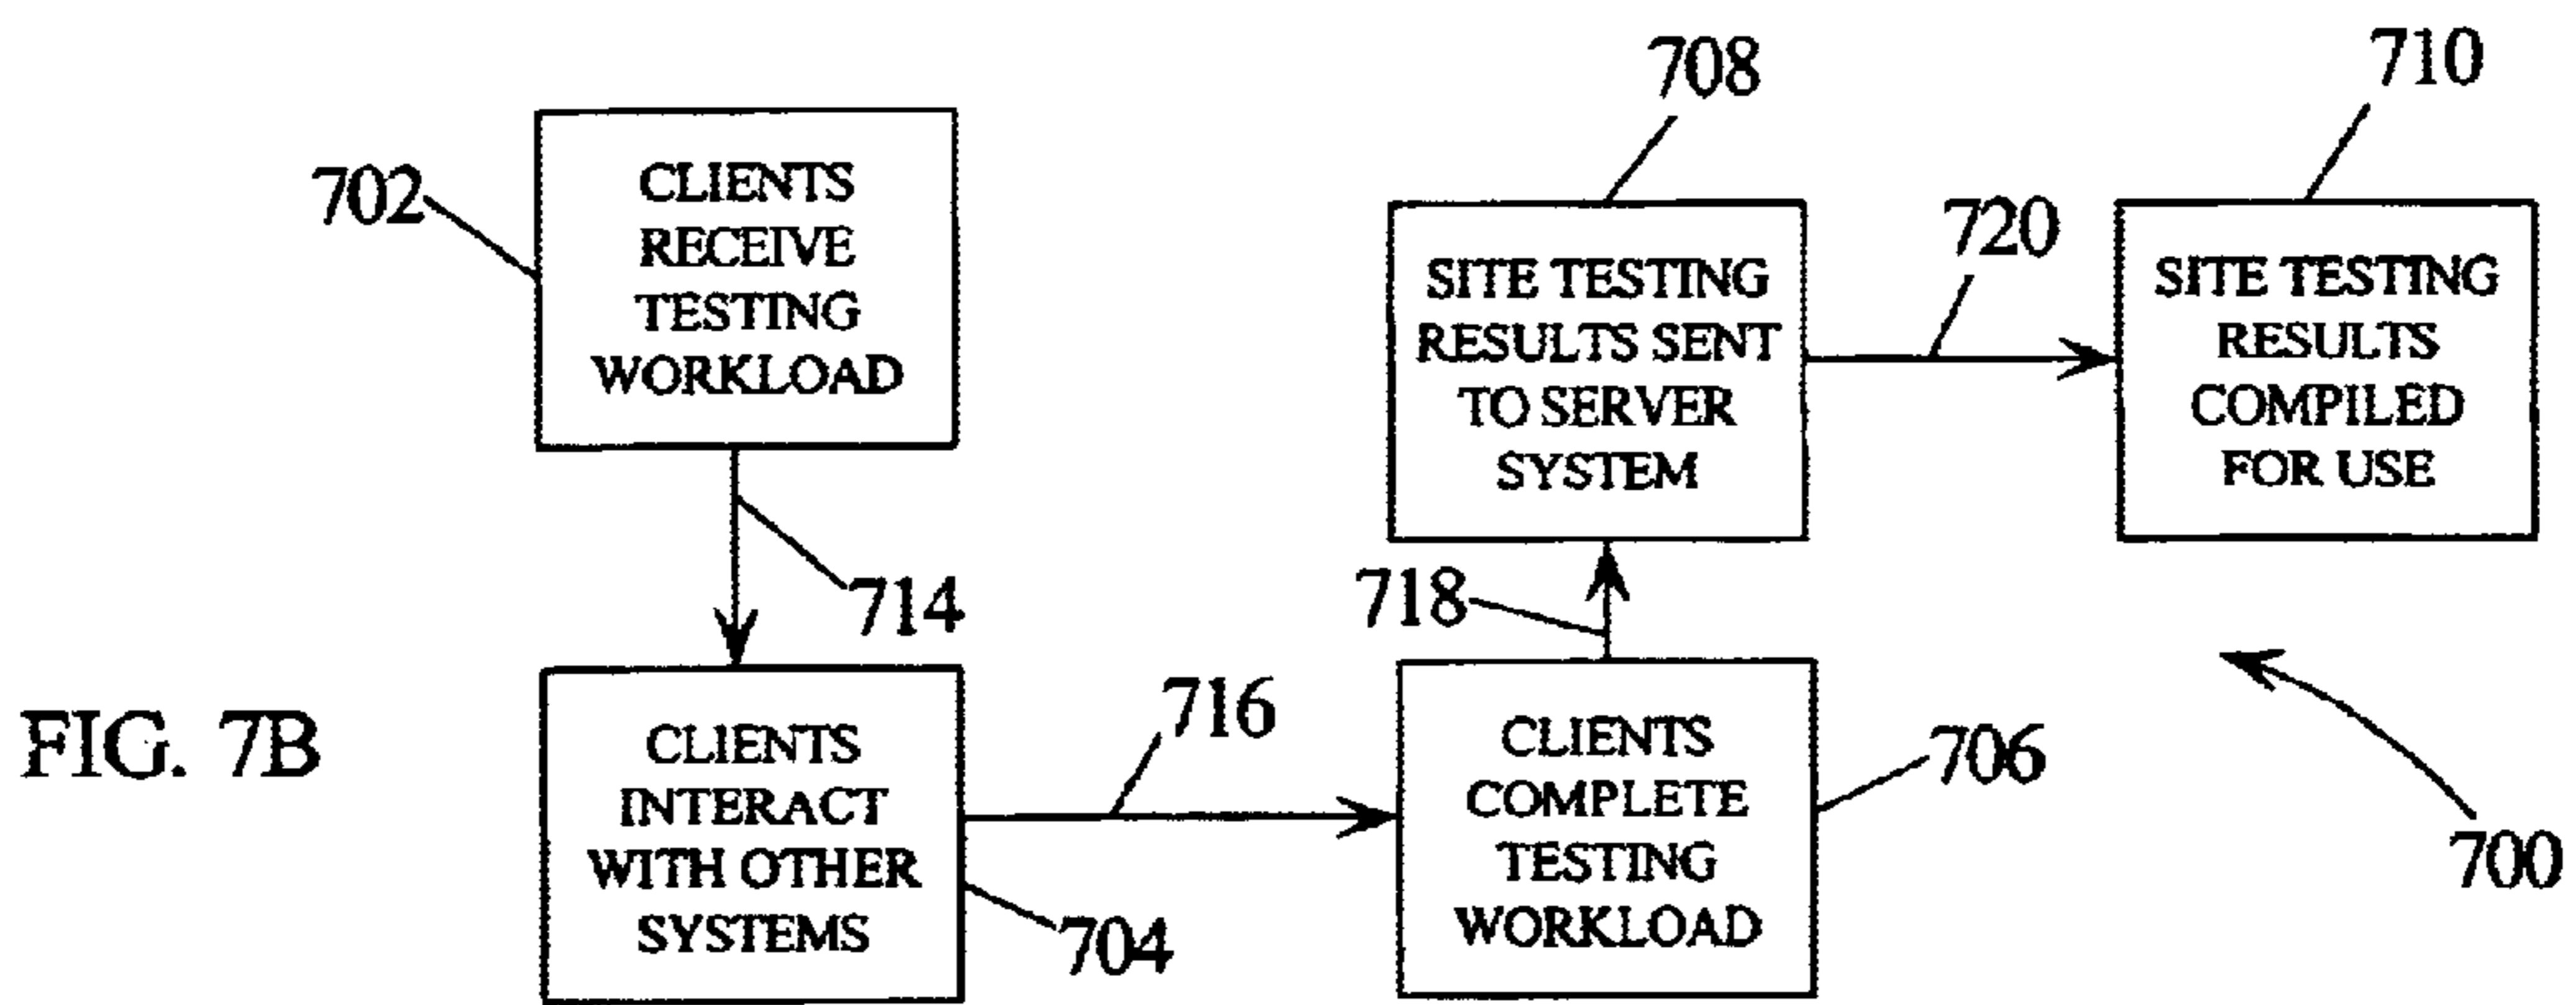 708
710
702
CLIENTS
RECEIVE
TESTING
WORKLOAD
SITE TESTING
RESULTS SENT
TO SERVER
SYSTEM
720
SITE TESTING
RESULTS
COMPILED
FOR USE
714
718
FIG. 7B
CLIENTS
INTERACT
WITH OTHER
SYSTEMS
704
716
CLIENTS
COMPLETE
TESTING
WORKLOAD
706
700